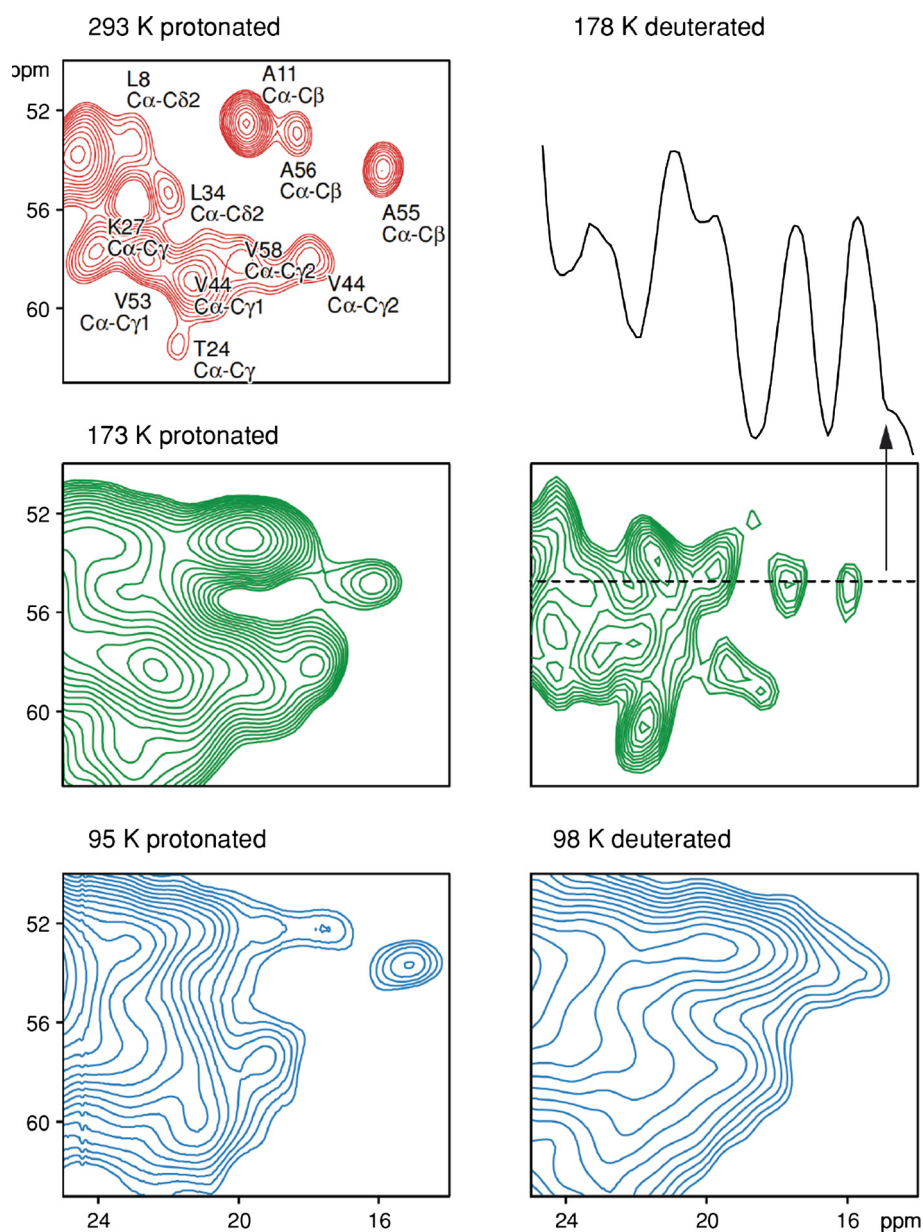 293 K protonated
178 K deuterated
ppm
52
56
60
L8
Cα-Cδ2
A11
Cα-Cβ
A56
Cα-Cβ
L34
Cα-Cδ2
A55
Cα-Cβ
K27
Cα-Cγ
V58
Cα-Cγ2
V53
Cα-Cγ1
V44
Cα-Cγ1
V44
Cα-Cγ2
T24
Cα-Cγ
173 K protonated
52
56
60
95 K protonated
98 K deuterated
52
56
60
24 20 16 24 20 16 ppm